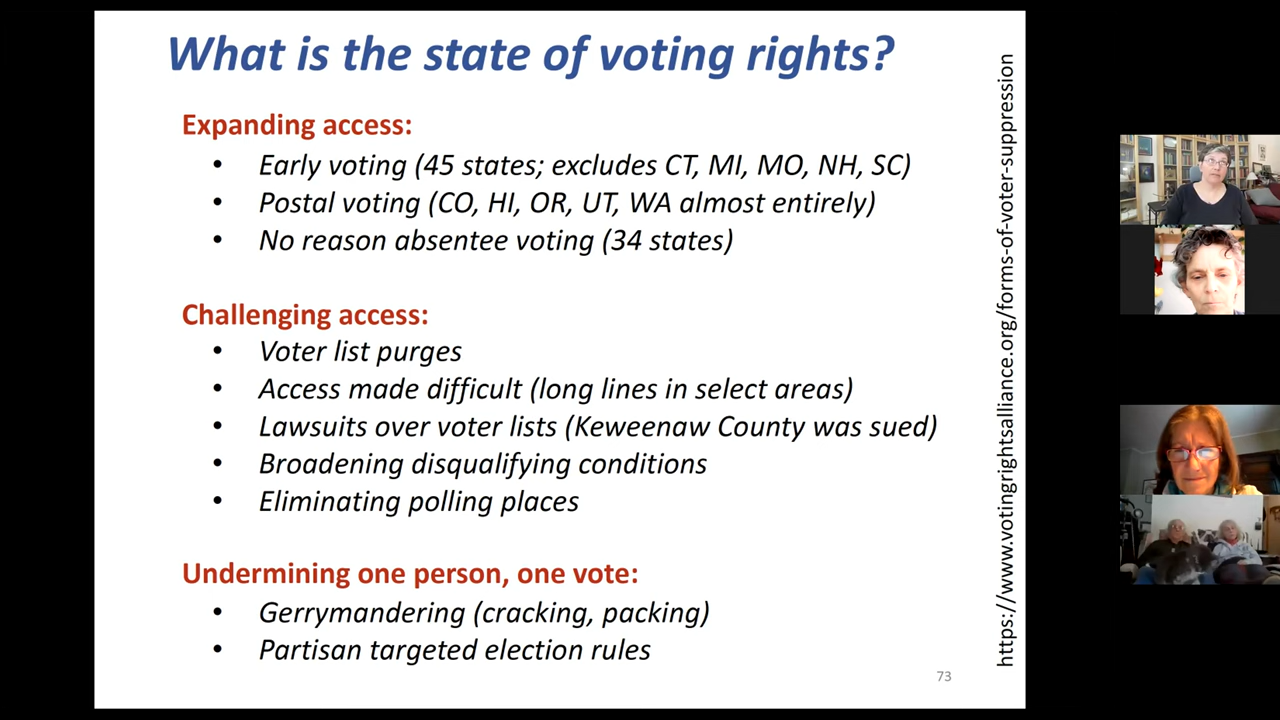 What is the state of voting rights?
Expanding access:
• Early voting (45 states; excludes CT, MI, MO, NH, SC)
• Postal voting (CO, HI, OR, UT, WA almost entirely)
• No reason absentee voting (34 states)
Challenging access:
• Voter list purges
• Access made difficult (long lines in select areas)
• Lawsuits over voter lists (Keweenaw County was sued)
• Broadening disqualifying conditions
• Eliminating polling places
Undermining one person, one vote:
• Gerrymandering (cracking, packing)
• Partisan targeted election rules
73
https://www.votingrightsalliance.org/forms-of-voter-suppression